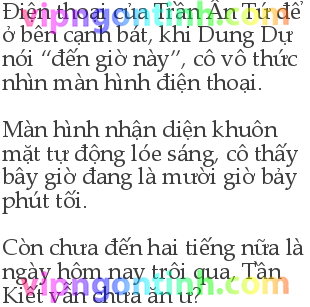 Điện thoại của Trần Ân Tứ để
ở bên cạnh bát, khi Dung Dự
nói “đến giờ này”, cô vô thức
nhìn màn hình điện thoại.
Màn hình nhận diện khuôn
mặt tự động lóe sáng, cô thấy
bây giờ đang là mười giờ bảy
phút tối.
Còn chưa đến hai tiếng nữa là
ngày hôm nay trôi qua, Tần
Kiết vẫn chưa ăn ư?
vipngontinh.com
vipngontinh.com